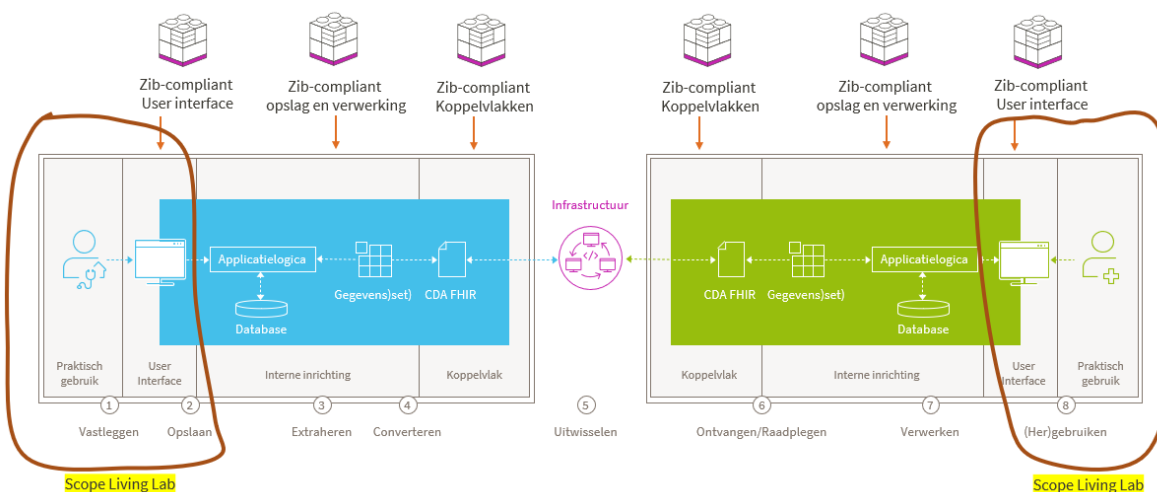 Zib-compliant
User interface
Zib-compliant
opslag en verwerking
Zib-compliant
Koppelvlakken
Zib-compliant
Koppelvlakken
Zib-compliant
opslag en verwerking
Zib-compliant
User interface
Infrastructuur
Applicatielogica
Gegevens)set)
CDA FHIR
Database
</>
CDA FHIR
Gegevens)set)
Applicatielogica
Database
Praktisch
gebruik
User
Interface
Interne inrichting
Koppelvlak
Koppelvlak
Interne inrichting
User
Interface
Praktisch
gebruik
1
2
3
4
5
6
7
8
Vastleggen
Opslaan
Extraheren
Converteren
Uitwisselen
Ontvangen/Raadplegen
Verwerken
(Her)gebruiken
Scope Living Lab
Scope Living Lab